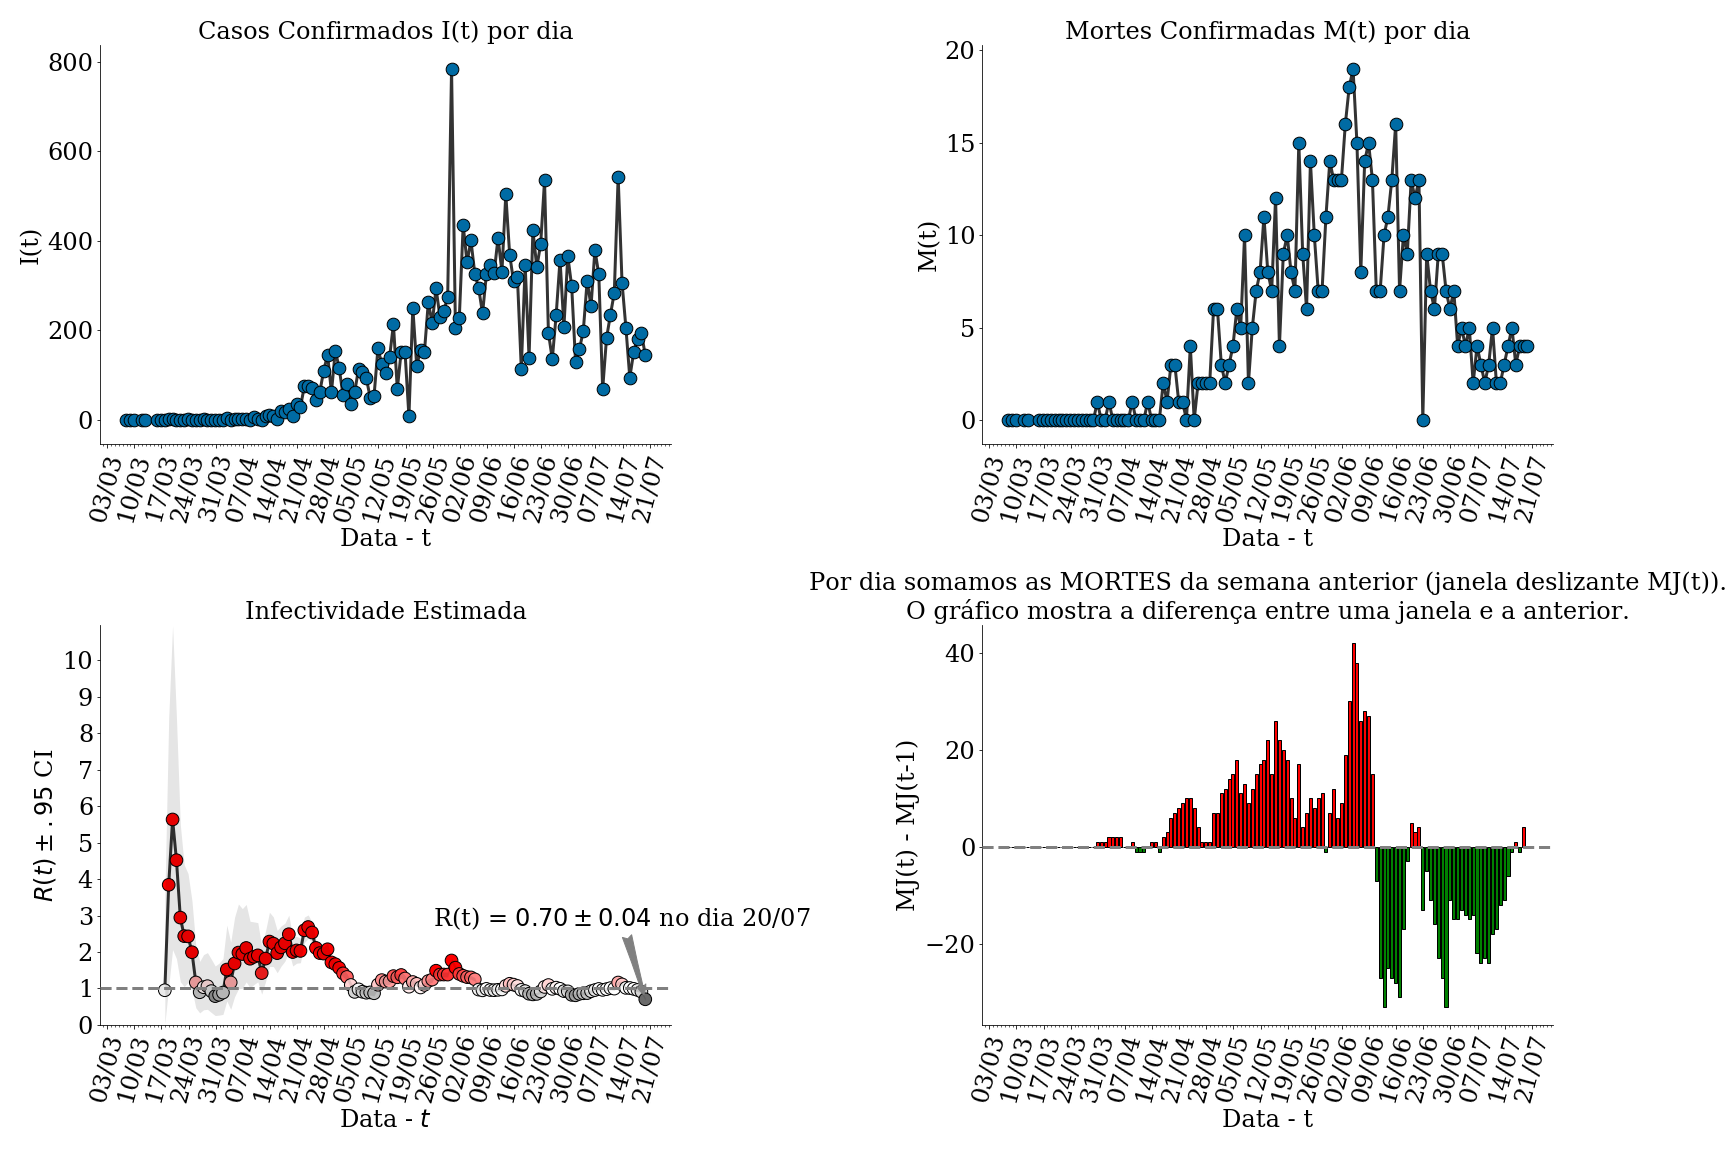 Casos Confirmados I(t) por dia
I(t)
800
600
400
200
0
03/03 10/03 17/03 24/03 31/03 07/04 14/04 21/04 28/04 05/05 12/05 19/05 26/05 02/06 09/06 16/06 23/06 30/06 07/07 14/07 21/07
Data - t
Mortes Confirmadas M(t) por dia
M(t)
20
15
10
5
0
03/03 10/03 17/03 24/03 31/03 07/04 14/04 21/04 28/04 05/05 12/05 19/05 26/05 02/06 09/06 16/06 23/06 30/06 07/07 14/07 21/07
Data - t
Infectividade Estimada
R(t) ± .95 CI
10
9
8
7
6
5
4
3
2
1
0
R(t) = 0.70 ± 0.04 no dia 20/07
03/03 10/03 17/03 24/03 31/03 07/04 14/04 21/04 28/04 05/05 12/05 19/05 26/05 02/06 09/06 16/06 23/06 30/06 07/07 14/07 21/07
Data - t
Por dia somamos as MORTES da semana anterior (janela deslizante MJ(t)).
O gráfico mostra a diferença entre uma janela e a anterior.
MJ(t) - MJ(t-1)
40
20
0
−20
03/03 10/03 17/03 24/03 31/03 07/04 14/04 21/04 28/04 05/05 12/05 19/05 26/05 02/06 09/06 16/06 23/06 30/06 07/07 14/07 21/07
Data - t